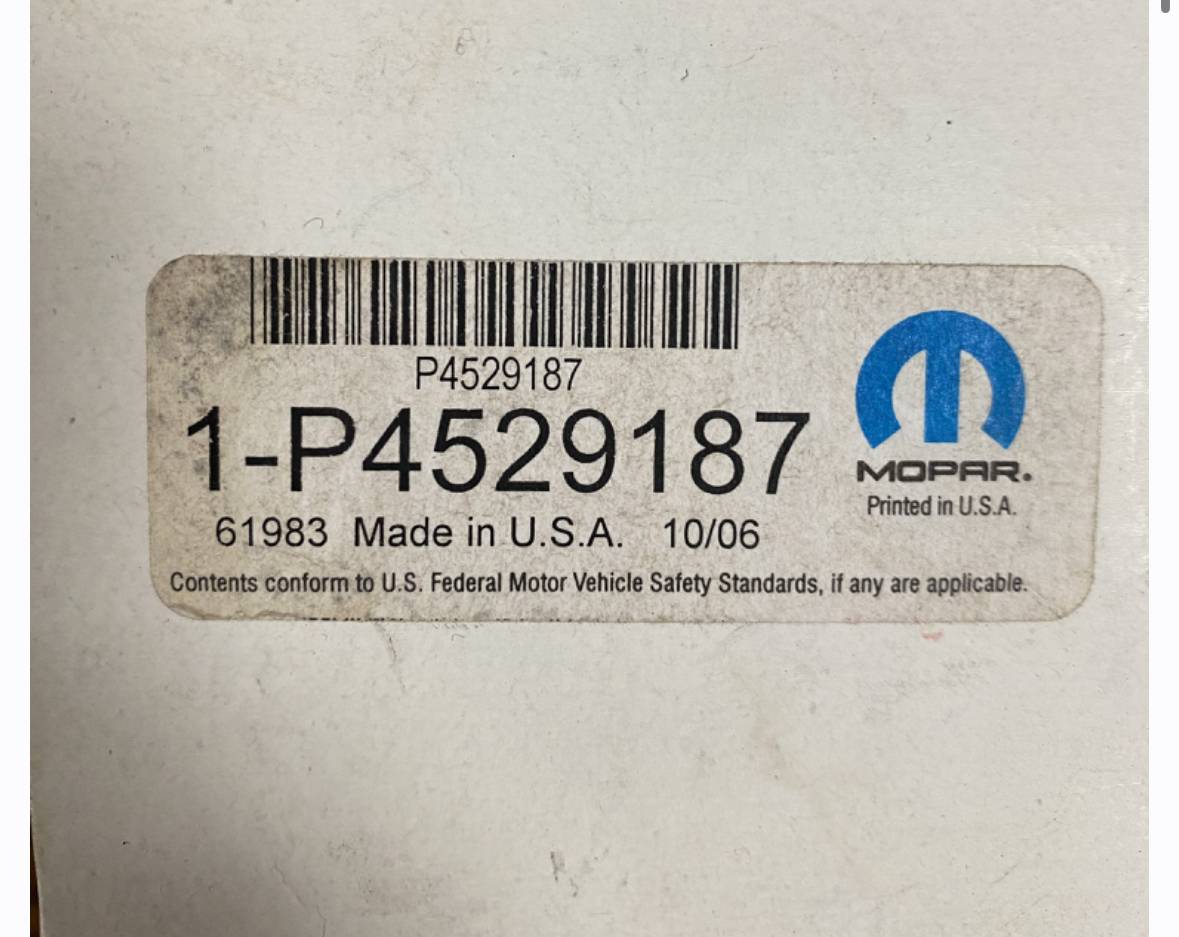 P4529187
1-P4529187
MOPAR.
Printed in U.S.A.
61983 Made in U.S.A. 10/06
Contents conform to U.S. Federal Motor Vehicle Safety Standards, if any are applicable.